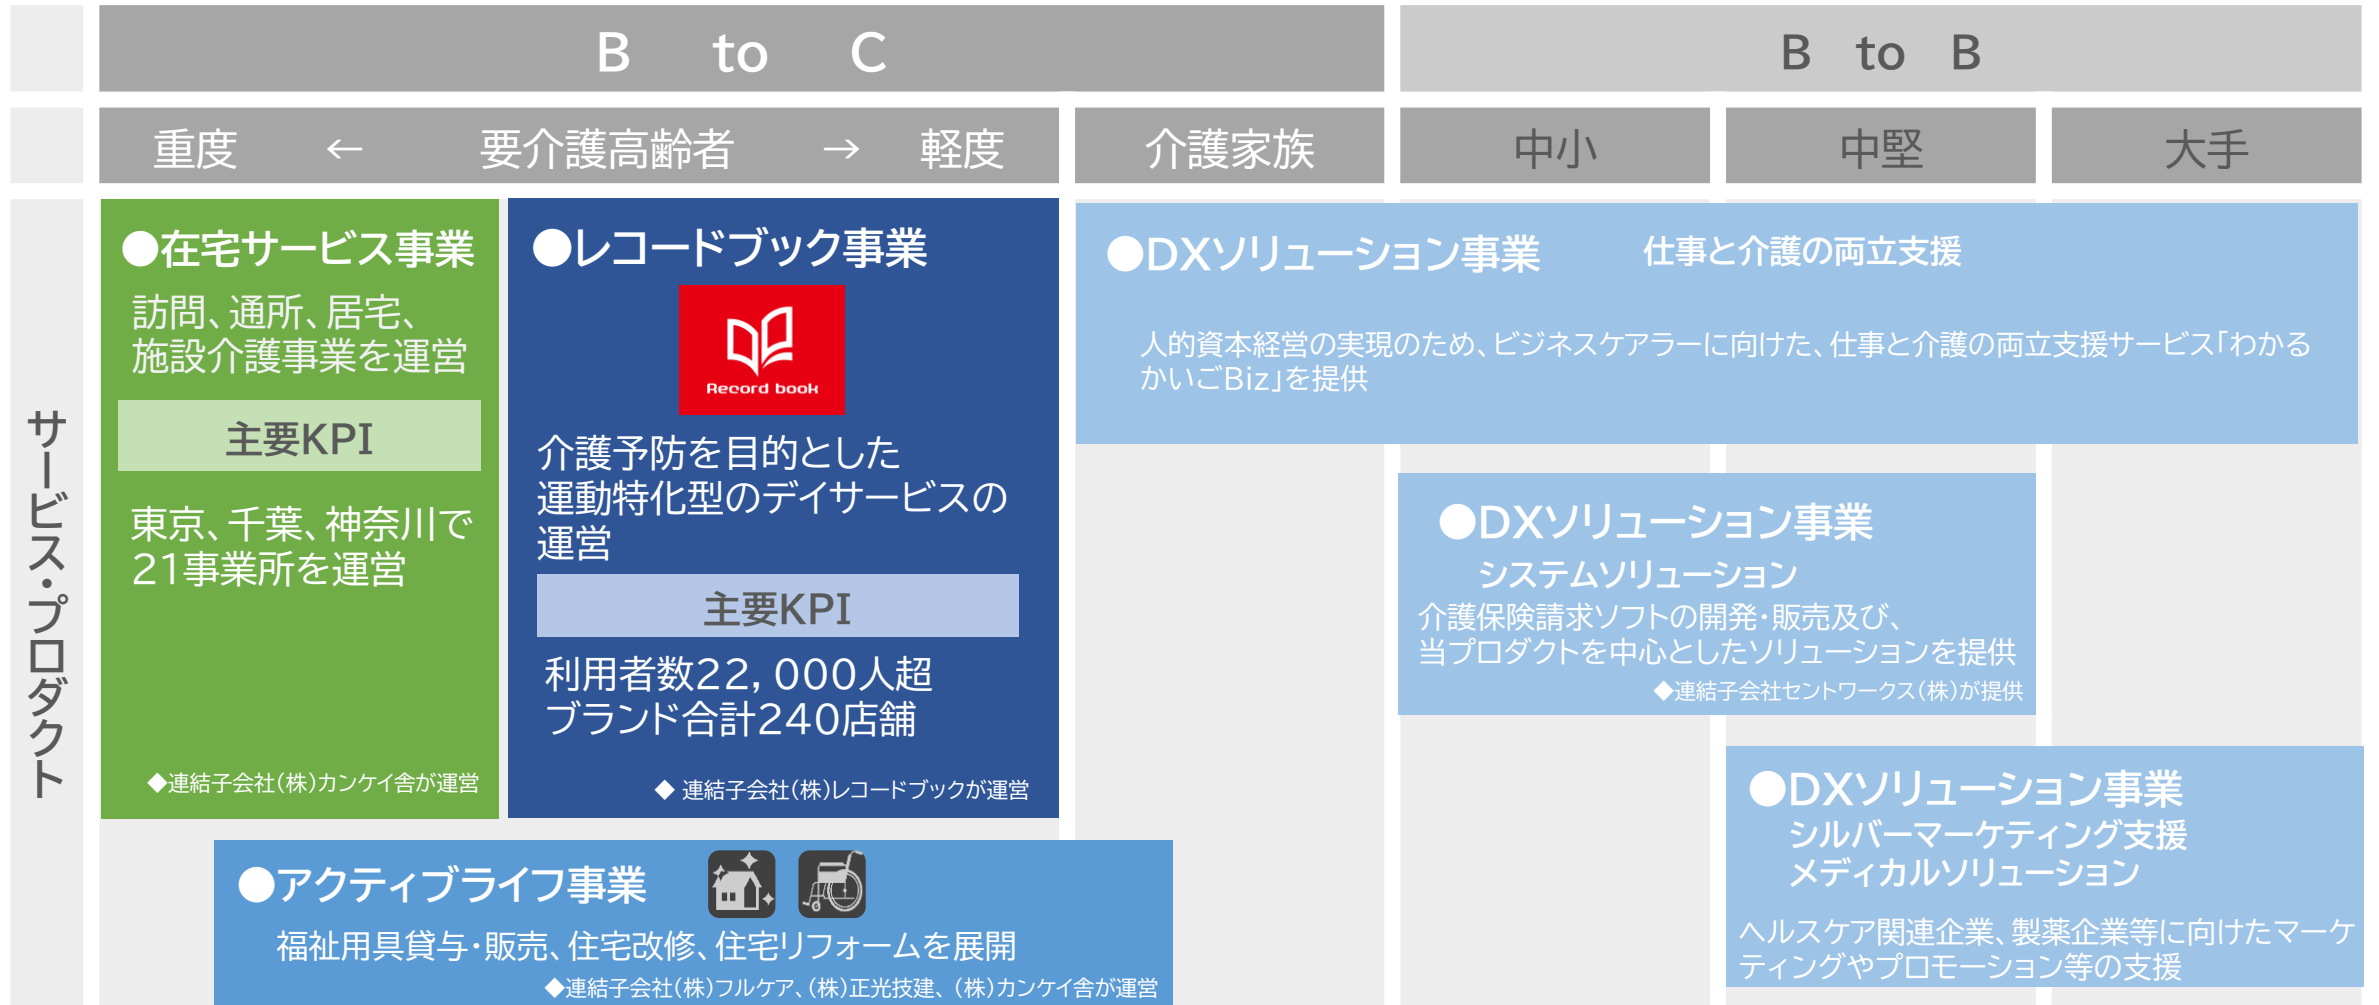 B to C
B to B
重度 ← 要介護高齢者 → 軽度
介護家族
中小
中堅
大手
サービス・プロダクト
●在宅サービス事業
訪問、通所、居宅、
施設介護事業を運営
主要KPI
東京、千葉、神奈川で
21事業所を運営
◆連結子会社(株)カンケイ舎が運営
●レコードブック事業
Record book
介護予防を目的とした
運動特化型のデイサービスの
運営
主要KPI
利用者数22,000人超
ブランド合計240店舗
◆ 連結子会社(株)レコードブックが運営
●DXソリューション事業 仕事と介護の両立支援
人的資本経営の実現のため、ビジネスケアラーに向けた、仕事と介護の両立支援サービス「わかる
かいごBiz」を提供
●DXソリューション事業
システムソリューション
介護保険請求ソフトの開発・販売及び、
当プロダクトを中心としたソリューションを提供
◆連結子会社セントワークス(株)が提供
●DXソリューション事業
シルバーマーケティング支援
メディカルソリューション
ヘルスケア関連企業、製薬企業等に向けたマーケ
ティングやプロモーション等の支援
●アクティブライフ事業
福祉用具貸与・販売、住宅改修、住宅リフォームを展開
◆連結子会社(株)フルケア、(株)正光技建、(株)カンケイ舎が運営